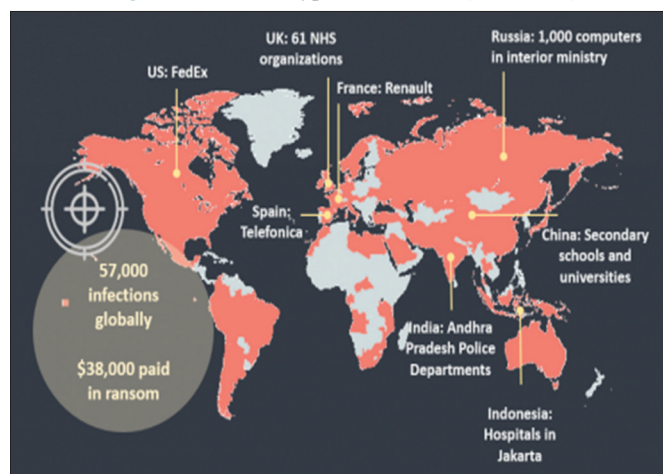 Russia: 1,000 computers
in interior ministry
UK: 61 NHS
organizations
US: FedEx
France: Renault
Spain:
Telefonica
China: Secondary
schools and
universities
57,000
infections
globally
$38,000 paid
in ransom
India: Andhra
Pradesh Police
Departments
Indonesia:
Hospitals in
Jakarta